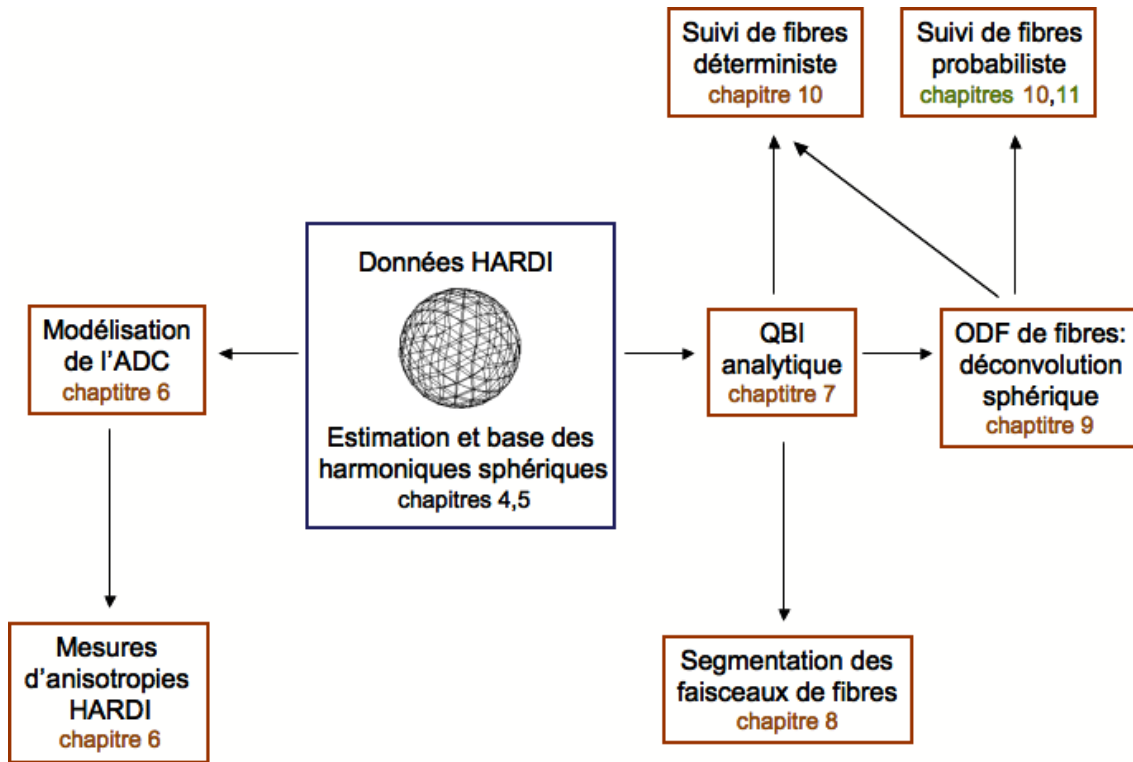 Suivi de fibres
déterministe
chapitre 10
Suivi de fibres
probabiliste
chapitres 10,11
Données HARDI
Estimation et base des
harmoniques sphériques
chapitres 4,5
Modélisation
de l'ADC
chaptitre 6
QBI
analytique
chaptitre 7
ODF de fibres:
déconvolution
sphérique
chaptitre 9
Mesures
d'anisotropies
HARDI
chapitre 6
Segmentation des
faisceaux de fibres
chapitre 8